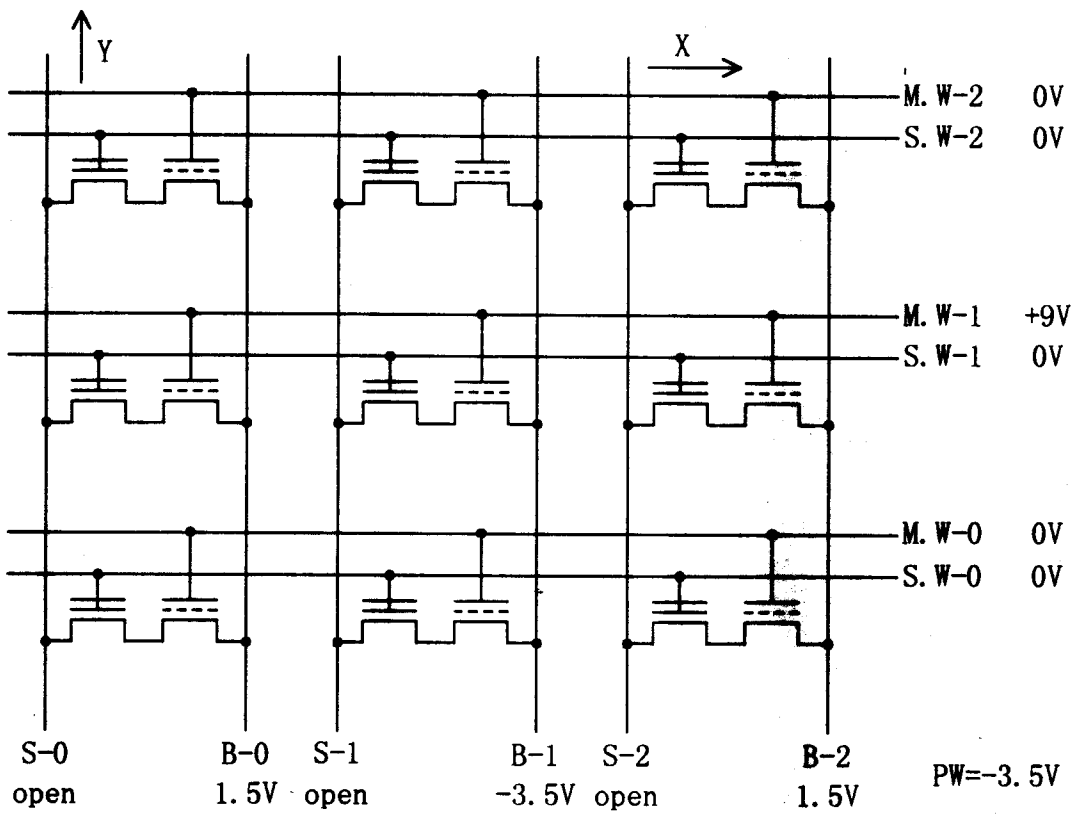 Y
X
M.W-2 0V
S.W-2 0V
M.W-1 +9V
S.W-1 0V
M.W-0 0V
S.W-0 0V
S-0 B-0 S-1 B-1 S-2 B-2
open 1.5V open -3.5V open 1.5V
PW=-3.5V